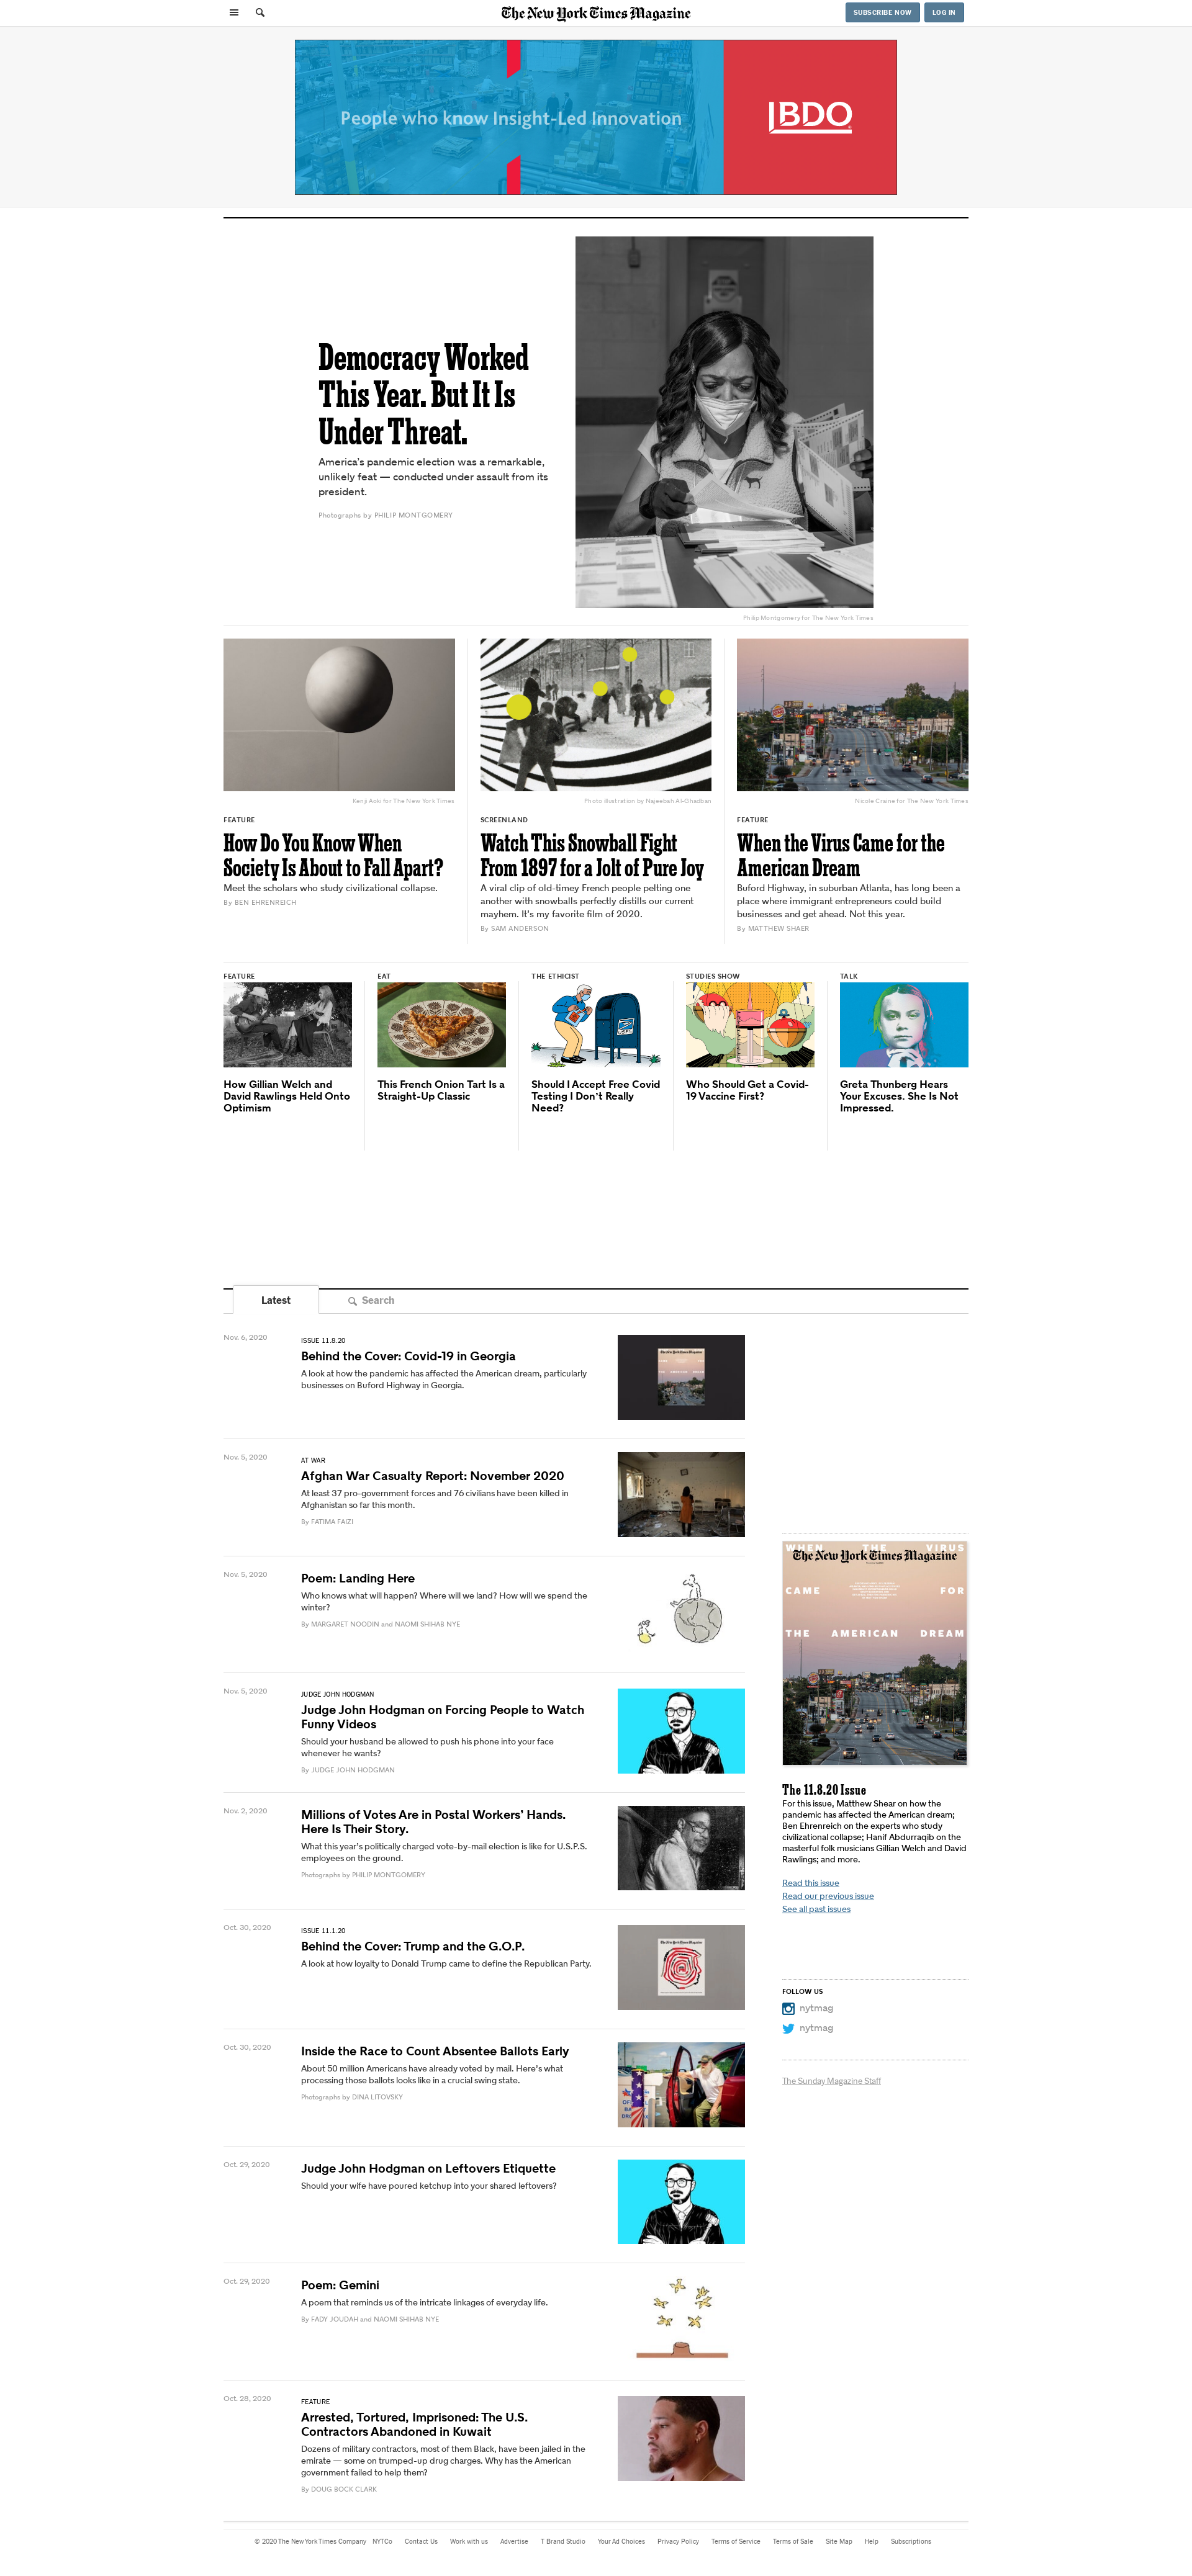 The New York Times Magazine
SUBSCRIBE NOW
LOG IN
People who know Insight-Led Innovation
BDO
Democracy Worked
This Year. But It Is
Under Threat.
America's pandemic election was a remarkable,
unlikely feat — conducted under assault from its
president.
Photographs by PHILIP MONTGOMERY
Philip Montgomery for The New York Times
Kenji Aoki for The New York Times
FEATURE
How Do You Know When
Society Is About to Fall Apart?
Meet the scholars who study civilizational collapse.
By BEN EHRENREICH
Photo illustration by Najeebah Al-Ghadban
SCREENLAND
Watch This Snowball Fight
From 1897 for a Jolt of Pure Joy
A viral clip of old-timey French people pelting one
another with snowballs perfectly distills our current
mayhem. It's my favorite film of 2020.
By SAM ANDERSON
Nicole Craine for The New York Times
FEATURE
When the Virus Came for the
American Dream
Buford Highway, in suburban Atlanta, has long been a
place where immigrant entrepreneurs could build
businesses and get ahead. Not this year.
By MATTHEW SHAER
FEATURE
How Gillian Welch and
David Rawlings Held Onto
Optimism
EAT
This French Onion Tart Is a
Straight-Up Classic
THE ETHICIST
Should I Accept Free Covid
Testing I Don't Really
Need?
STUDIES SHOW
Who Should Get a Covid-
19 Vaccine First?
TALK
Greta Thunberg Hears
Your Excuses. She Is Not
Impressed.
Latest
Search
Nov. 6, 2020
ISSUE 11.8.20
Behind the Cover: Covid-19 in Georgia
A look at how the pandemic has affected the American dream, particularly
businesses on Buford Highway in Georgia.
Nov. 5, 2020
AT WAR
Afghan War Casualty Report: November 2020
At least 37 pro-government forces and 76 civilians have been killed in
Afghanistan so far this month.
By FATIMA FAIZI
Nov. 5, 2020
Poem: Landing Here
Who knows what will happen? Where will we land? How will we spend the
winter?
By MARGARET NOODIN and NAOMI SHIHAB NYE
Nov. 5, 2020
JUDGE JOHN HODGMAN
Judge John Hodgman on Forcing People to Watch
Funny Videos
Should your husband be allowed to push his phone into your face
whenever he wants?
By JUDGE JOHN HODGMAN
Nov. 2, 2020
Millions of Votes Are in Postal Workers' Hands.
Here Is Their Story.
What this year's politically charged vote-by-mail election is like for U.S.P.S.
employees on the ground.
Photographs by PHILIP MONTGOMERY
Oct. 30, 2020
ISSUE 11.1.20
Behind the Cover: Trump and the G.O.P.
A look at how loyalty to Donald Trump came to define the Republican Party.
Oct. 30, 2020
Inside the Race to Count Absentee Ballots Early
About 50 million Americans have already voted by mail. Here's what
processing those ballots looks like in a crucial swing state.
Photographs by DINA LITOVSKY
Oct. 29, 2020
Judge John Hodgman on Leftovers Etiquette
Should your wife have poured ketchup into your shared leftovers?
Oct. 29, 2020
Poem: Gemini
A poem that reminds us of the intricate linkages of everyday life.
By FADY JOUDAH and NAOMI SHIHAB NYE
Oct. 28, 2020
FEATURE
Arrested, Tortured, Imprisoned: The U.S.
Contractors Abandoned in Kuwait
Dozens of military contractors, most of them Black, have been jailed in the
emirate — some on trumped-up drug charges. Why has the American
government failed to help them?
By DOUG BOCK CLARK
WHEN THE VIRUS
The New York Times Magazine
CAME FOR
THE AMERICAN DREAM
The 11.8.20 Issue
For this issue, Matthew Shear on how the
pandemic has affected the American dream;
Ben Ehrenreich on the experts who study
civilizational collapse; Hanif Abdurraqib on the
masterful folk musicians Gillian Welch and David
Rawlings; and more.
Read this issue
Read our previous issue
See all past issues
FOLLOW US
nytmag
nytmag
The Sunday Magazine Staff
© 2020 The New York Times Company NYTCo Contact Us Work with us Advertise T Brand Studio Your Ad Choices Privacy Policy Terms of Service Terms of Sale Site Map Help Subscriptions